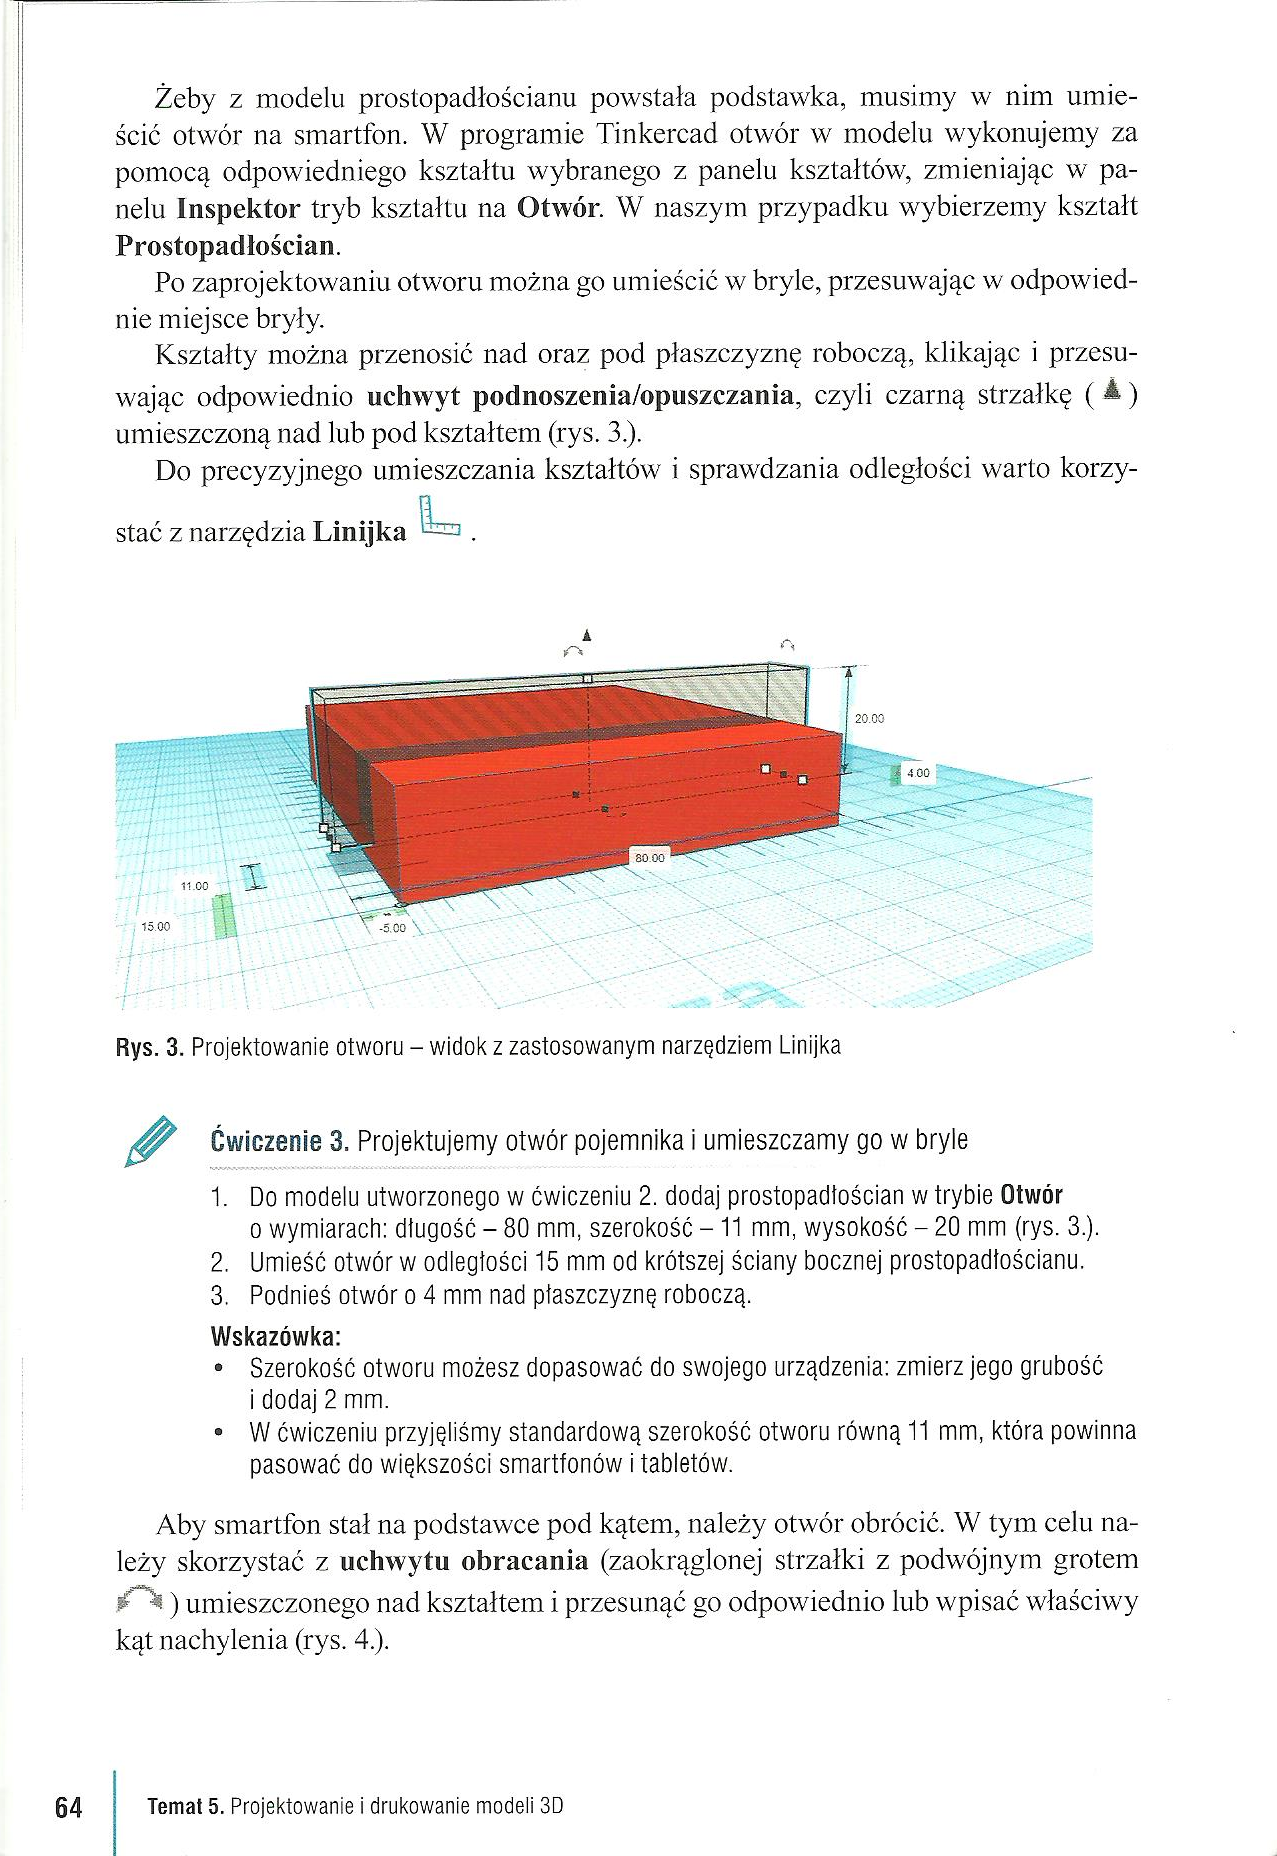 Żeby z modelu prostopadłościanu powstała podstawka, musimy w nim umie-
ścić otwór na smartfon. W programie Tinkercad otwór w modelu wykonujemy za
pomocą odpowiedniego kształtu wybranego z panelu kształtów, zmieniając w pa-
nelu Inspektor tryb kształtu na Otwór. W naszym przypadku wybierzemy kształt
Prostopadłościan.
Po zaprojektowaniu otworu można go umieścić w bryle, przesuwając w odpowied-
nie miejsce bryły.
Kształty można przenosić nad oraz pod płaszczyznę roboczą, klikając i przesu-
wając odpowiednio uchwyt podnoszenia/opuszczania, czyli czarną strzałkę ( )
umieszczoną nad lub pod kształtem (rys. 3.).
Do precyzyjnego umieszczania kształtów i sprawdzania odległości warto korzy-
stać z narzędzia Linijka .
20.00
4.00
80.00
11.00
15.00
-5.00
Rys. 3. Projektowanie otworu – widok z zastosowanym narzędziem Linijka
Ćwiczenie 3. Projektujemy otwór pojemnika i umieszczamy go w bryle
1. Do modelu utworzonego w ćwiczeniu 2. dodaj prostopadłościan w trybie Otwór
o wymiarach: długość – 80 mm, szerokość – 11 mm, wysokość – 20 mm (rys. 3.).
2. Umieść otwór w odległości 15 mm od krótszej ściany bocznej prostopadłościanu.
3. Podnieś otwór o 4 mm nad płaszczyznę roboczą.
Wskazówka:
• Szerokość otworu możesz dopasować do swojego urządzenia: zmierz jego grubość
i dodaj 2 mm.
• W ćwiczeniu przyjęliśmy standardową szerokość otworu równą 11 mm, która powinna
pasować do większości smartfonów i tabletów.
Aby smartfon stał na podstawce pod kątem, należy otwór obrócić. W tym celu na-
leży skorzystać z uchwytu obracania (zaokrąglonej strzałki z podwójnym grotem
) umieszczonego nad kształtem i przesunąć go odpowiednio lub wpisać właściwy
kąt nachylenia (rys. 4.).
64
Temat 5. Projektowanie i drukowanie modeli 3D